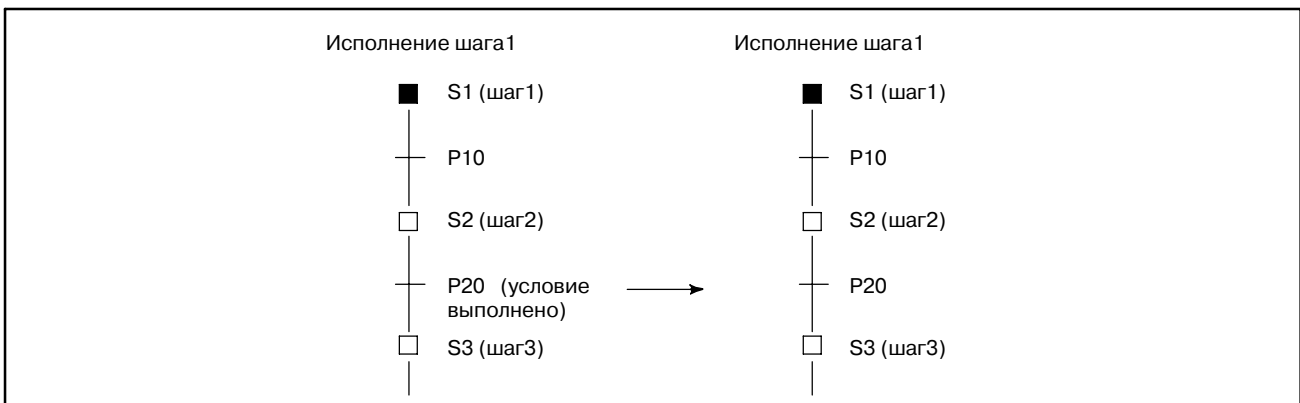 Исполнение шага1
S1 (шаг1)
P10
S2 (шаг2)
P20 (условие
выполнено)
S3 (шаг3)
Исполнение шага1
S1 (шаг1)
P10
S2 (шаг2)
P20
S3 (шаг3)